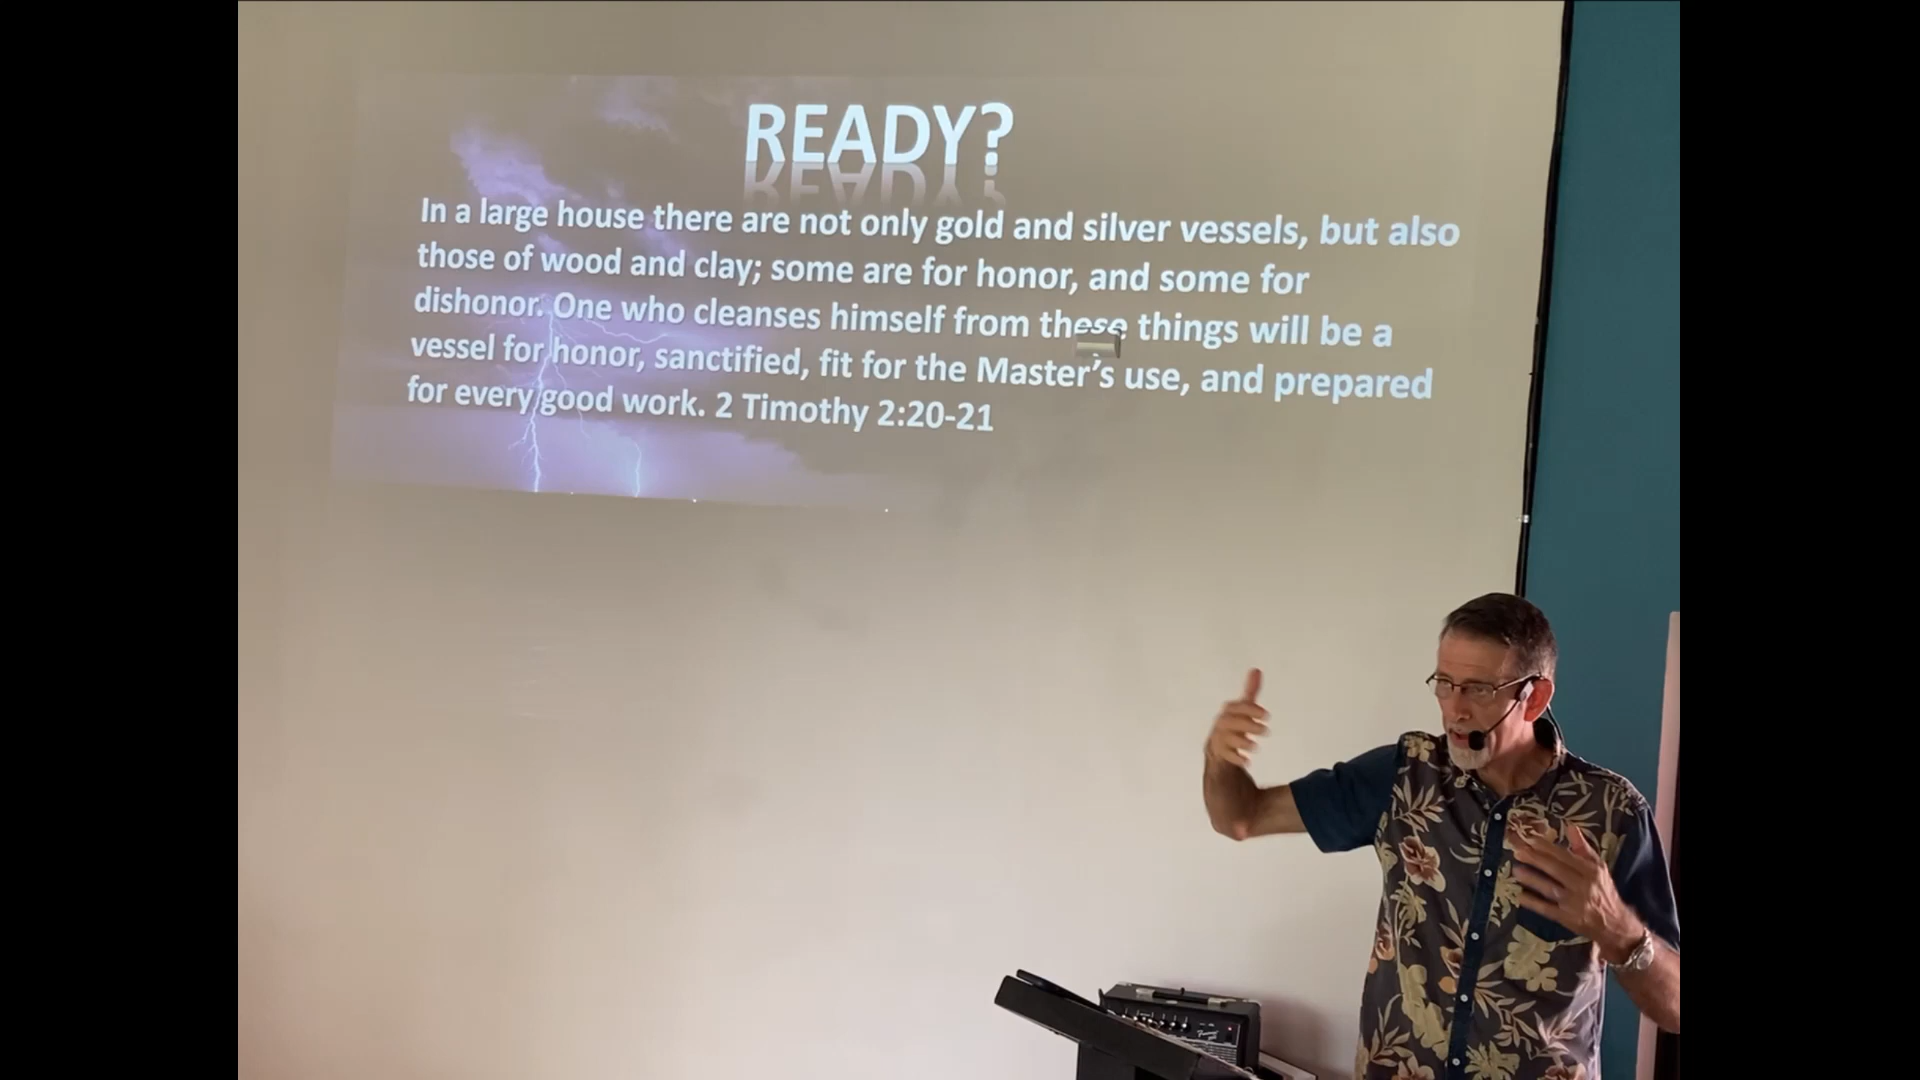 READY?
In a large house there are not only gold and silver vessels, but also
those of wood and clay; some are for honor, and some for
dishonor. One who cleanses himself from these things will be a
vessel for honor, sanctified, fit for the Master’s use, and prepared
for every good work. 2 Timothy 2:20-21